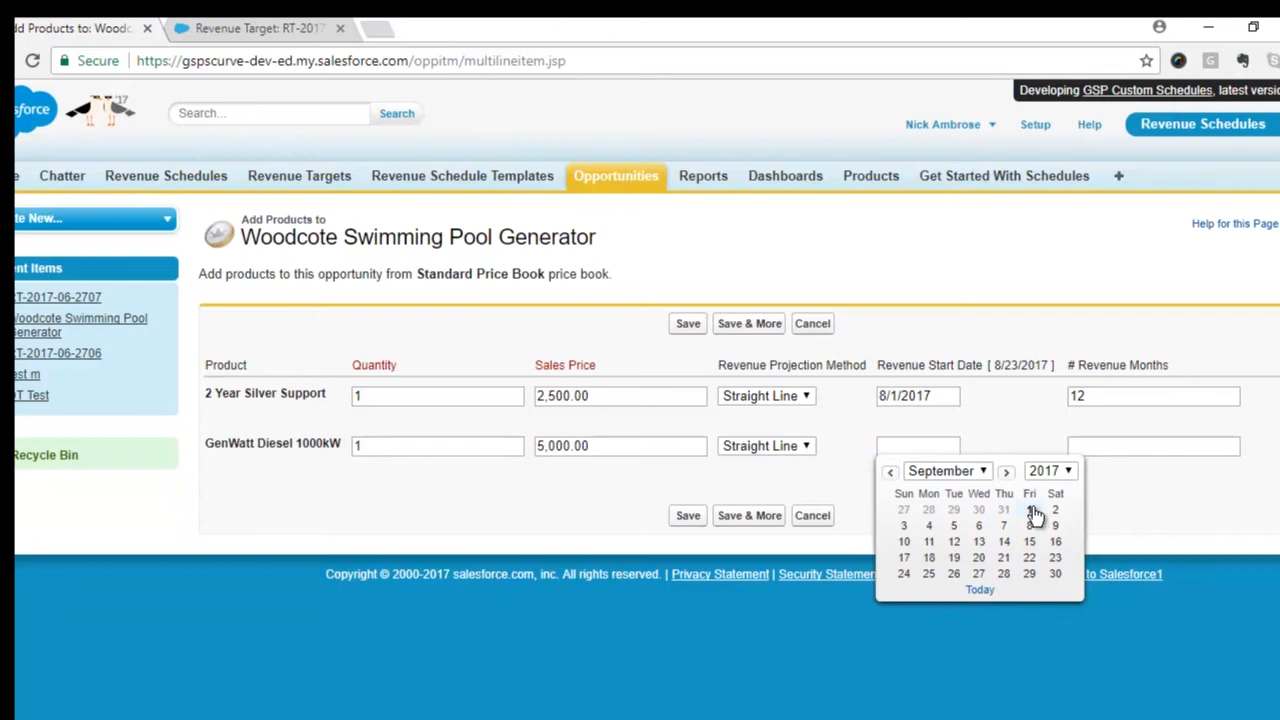 dd Products to: Woodc
Revenue Target: RT-2017
Secure
https://gspscurve-dev-ed.my.salesforce.com/oppitm/multilineitem.jsp
Developing GSP Custom Schedules, latest versi
sforce
'17
Search...
Search
Nick Ambrose
Setup
Help
Revenue Schedules
e
Chatter
Revenue Schedules
Revenue Targets
Revenue Schedule Templates
Opportunities
Reports
Dashboards
Products
Get Started With Schedules
+
te New...
Add Products to
Woodcote Swimming Pool Generator
Help for this Page
nt Items
Add products to this opportunity from Standard Price Book price book.
T-2017-06-2707
oodcote Swimming Pool
enerator
T-2017-06-2706
est m
T Test
Recycle Bin
Save
Save & More
Cancel
Product
Quantity
Sales Price
Revenue Projection Method
Revenue Start Date [ 8/23/2017 ]
# Revenue Months
2 Year Silver Support
1
2,500.00
Straight Line
8/1/2017
12
GenWatt Diesel 1000kW
1
5,000.00
Straight Line
September
2017
Sun Mon Tue Wed Thu Fri Sat
27 28 29 30 31 1 2
3 4 5 6 7 8 9
10 11 12 13 14 15 16
17 18 19 20 21 22 23
24 25 26 27 28 29 30
Today
Save
Save & More
Cancel
Copyright © 2000-2017 salesforce.com, inc. All rights reserved. | Privacy Statement | Security Statemen
to Salesforce1